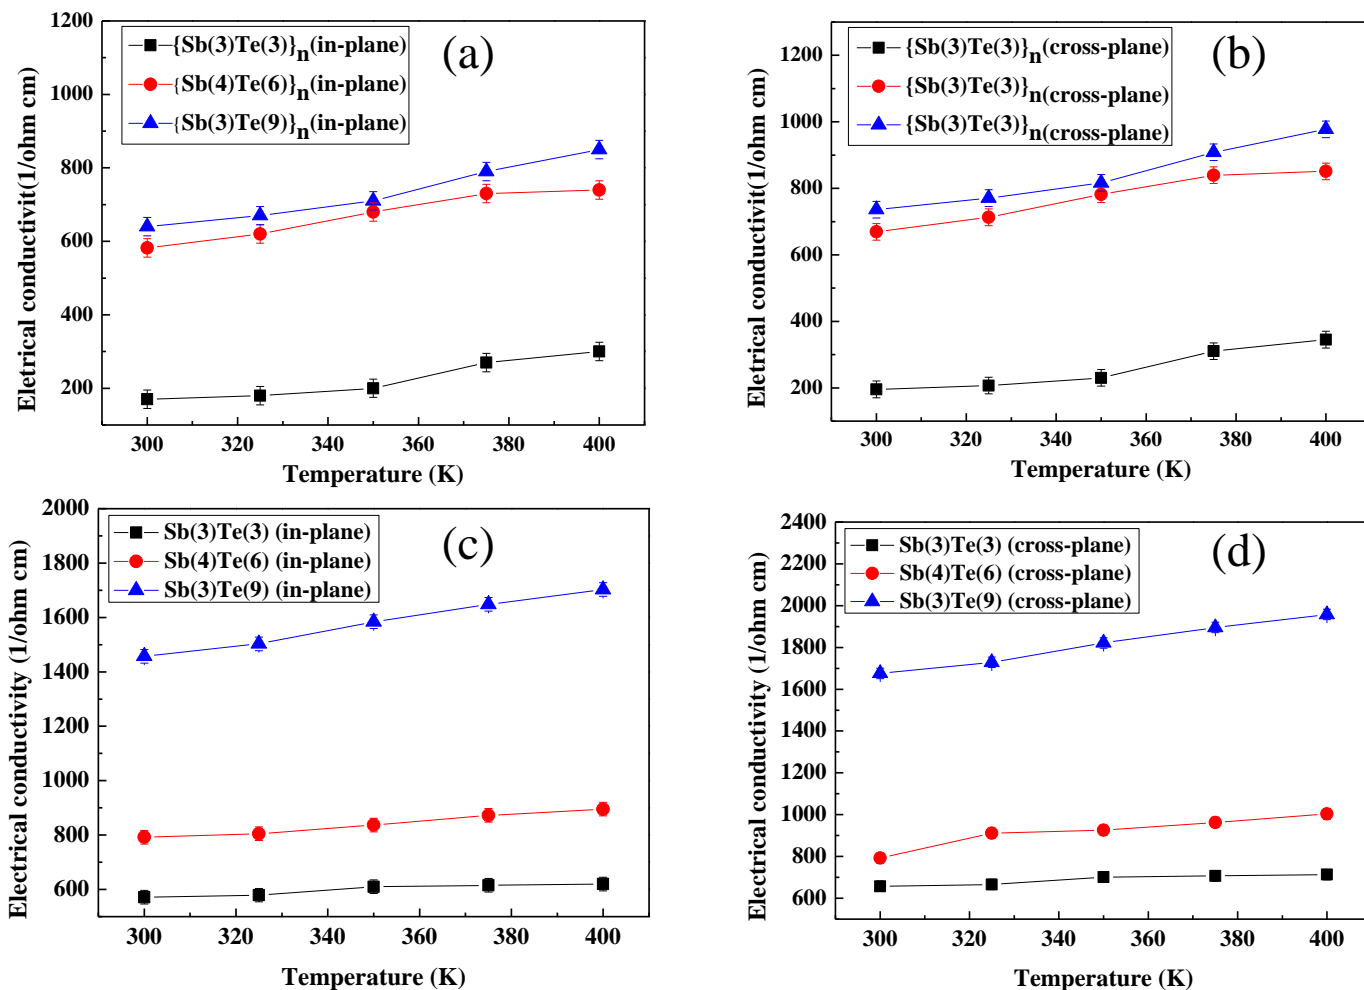 1200
1000
800
600
400
200
Eletrical conductivit(1/ohm cm)
{Sb(3)Te(3)}n(in-plane)
{Sb(4)Te(6)}n(in-plane)
{Sb(3)Te(9)}n(in-plane)
(a)
300 320 340 360 380 400
Temperature (K)
1200
1000
800
600
400
200
Eletrical conductivit(1/ohm cm)
{Sb(3)Te(3)}n(cross-plane)
{Sb(3)Te(3)}n(cross-plane)
{Sb(3)Te(3)}n(cross-plane)
(b)
300 320 340 360 380 400
Temperature (K)
2000
1800
1600
1400
1200
1000
800
600
Electrical conductivity (1/ohm cm)
Sb(3)Te(3) (in-plane)
Sb(4)Te(6) (in-plane)
Sb(3)Te(9) (in-plane)
(c)
300 320 340 360 380 400
Temperature (K)
2400
2200
2000
1800
1600
1400
1200
1000
800
600
Electrical conductivity (1/ohm cm)
Sb(3)Te(3) (cross-plane)
Sb(4)Te(6) (cross-plane)
Sb(3)Te(9) (cross-plane)
(d)
300 320 340 360 380 400
Temperature (K)